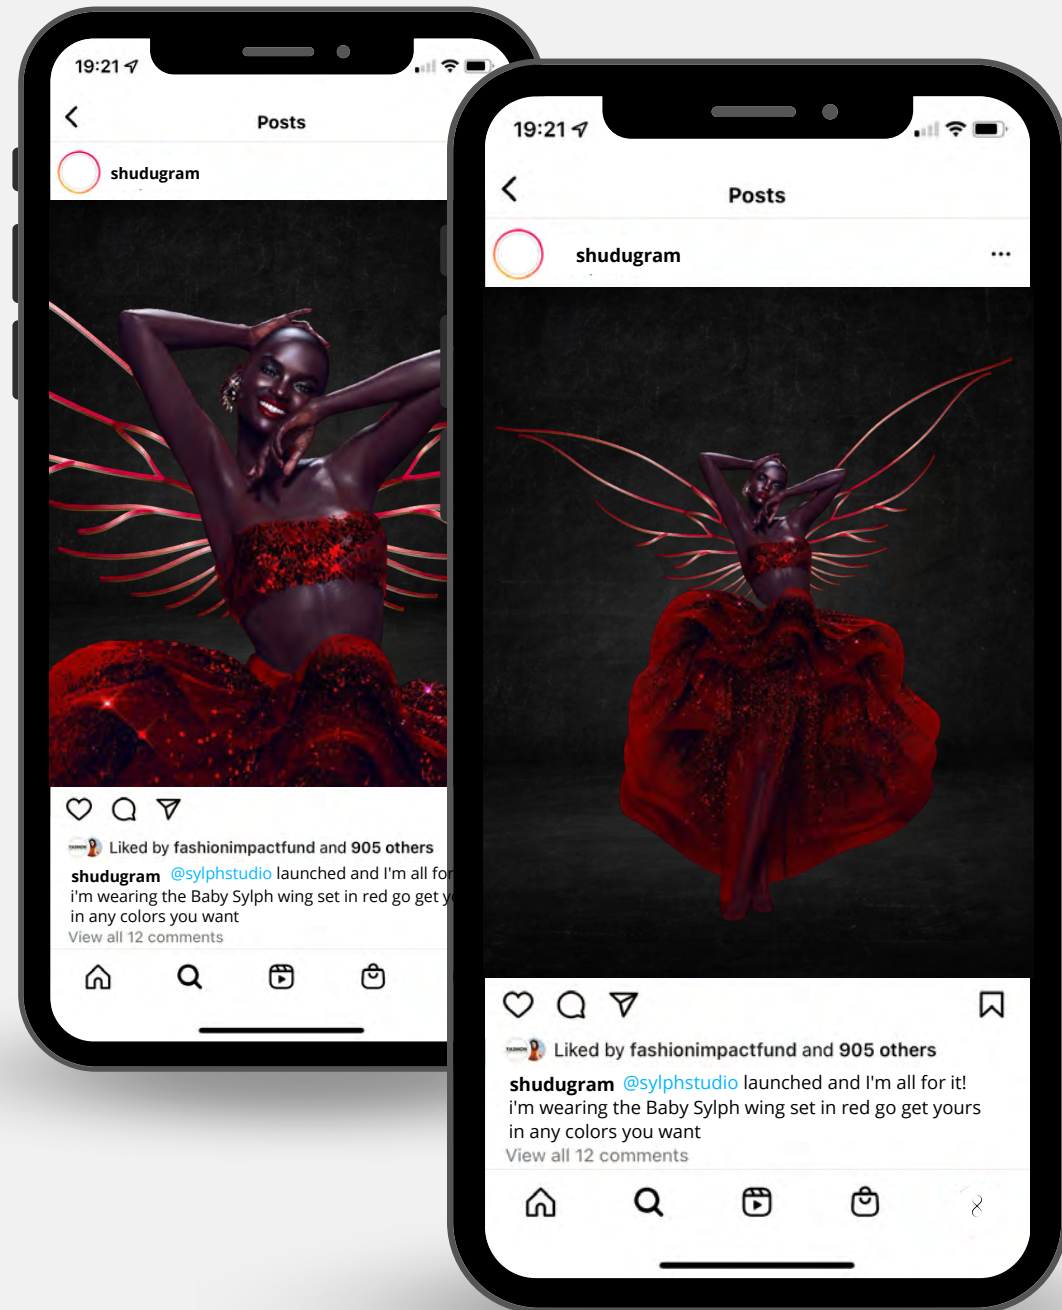 19:21
Posts
shudugram
Liked by fashionimpactfund and 905 others
shudugram @sylphstudio launched and I'm all for
i'm wearing the Baby Sylph wing set in red go get
in any colors you want
View all 12 comments
19:21
Posts
shudugram
Liked by fashionimpactfund and 905 others
shudugram @sylphstudio launched and I'm all for it!
i'm wearing the Baby Sylph wing set in red go get yours
in any colors you want
View all 12 comments